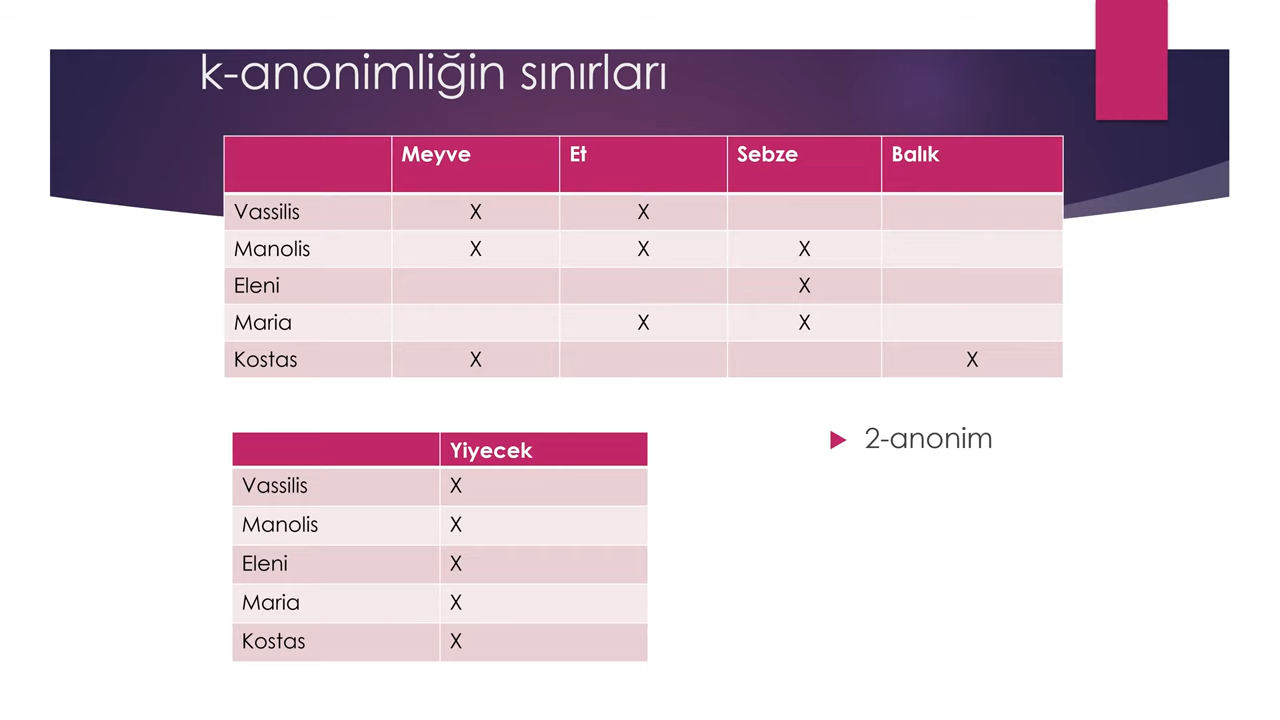 k-anonimliğin sınırları
Meyve Et Sebze Balık
Vassilis X X
Manolis X X X
Eleni X
Maria X X
Kostas X X
2-anonim
Yiyecek
Vassilis X
Manolis X
Eleni X
Maria X
Kostas X